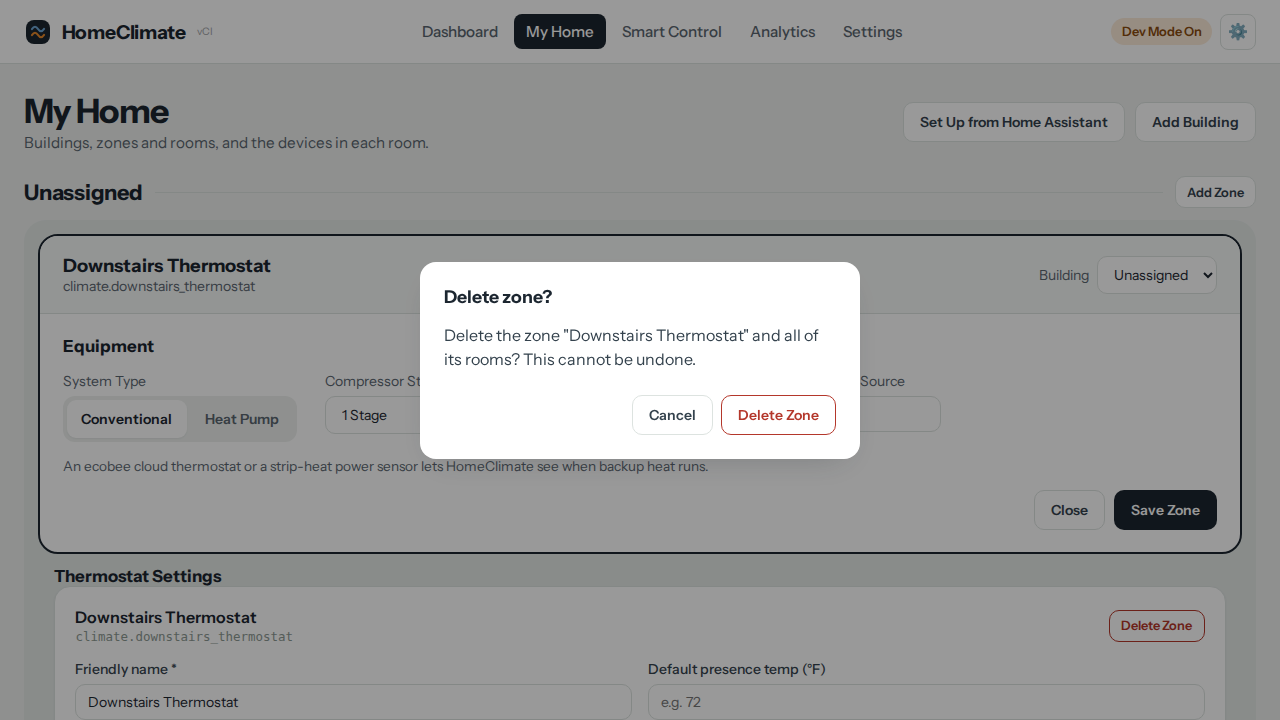 HomeClimate vCI
Dashboard
My Home
Smart Control
Analytics
Settings
Dev Mode On
My Home
Buildings, zones and rooms, and the devices in each room.
Set Up from Home Assistant
Add Building
Unassigned
Add Zone
Downstairs Thermostat
climate.downstairs_thermostat
Building
Unassigned
Delete zone?
Delete the zone "Downstairs Thermostat" and all of
its rooms? This cannot be undone.
Cancel
Delete Zone
Equipment
System Type
Conventional
Heat Pump
Compressor St
1 Stage
Source
An ecobee cloud thermostat or a strip-heat power sensor lets HomeClimate see when backup heat runs.
Close
Save Zone
Thermostat Settings
Downstairs Thermostat
climate.downstairs_thermostat
Delete Zone
Friendly name *
Downstairs Thermostat
Default presence temp (°F)
e.g. 72